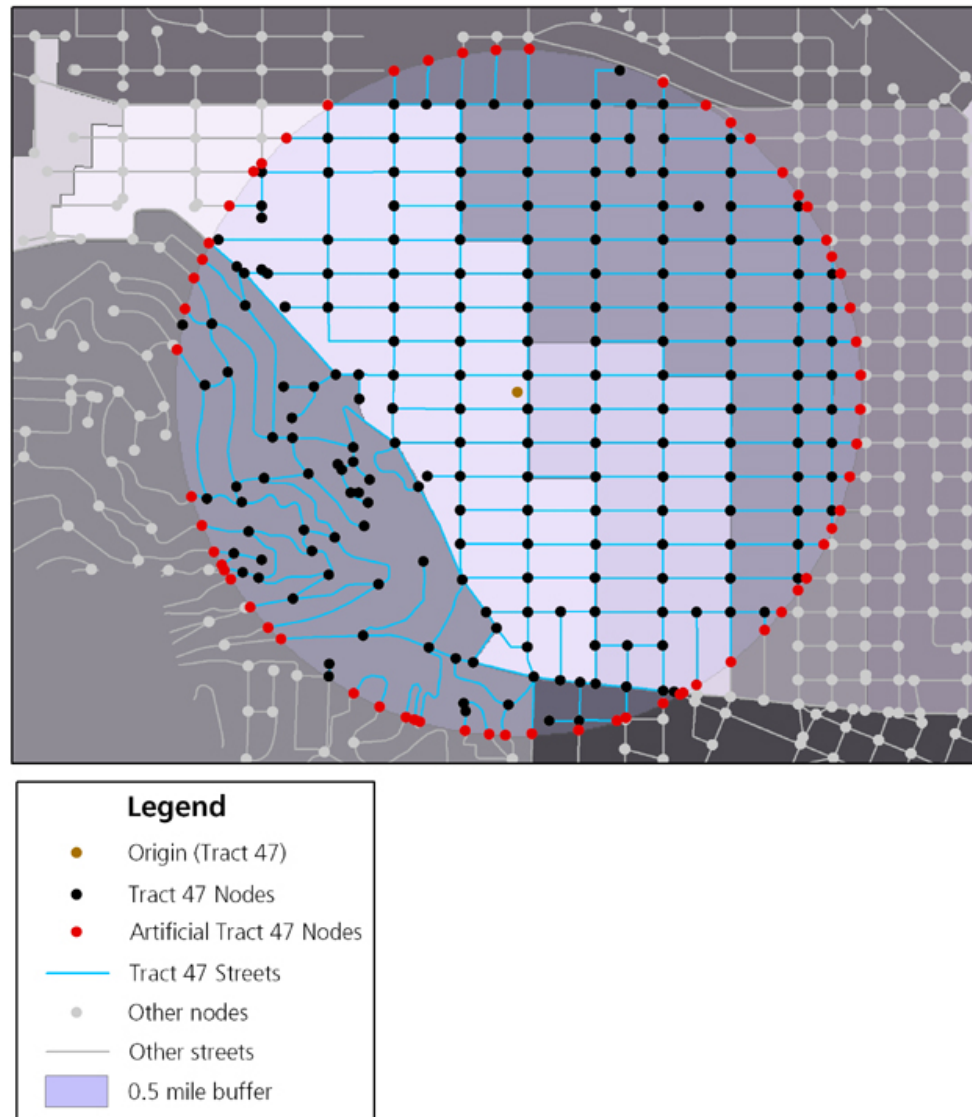 Legend
Origin (Tract 47)
Tract 47 Nodes
Artificial Tract 47 Nodes
Tract 47 Streets
Other nodes
Other streets
0.5 mile buffer